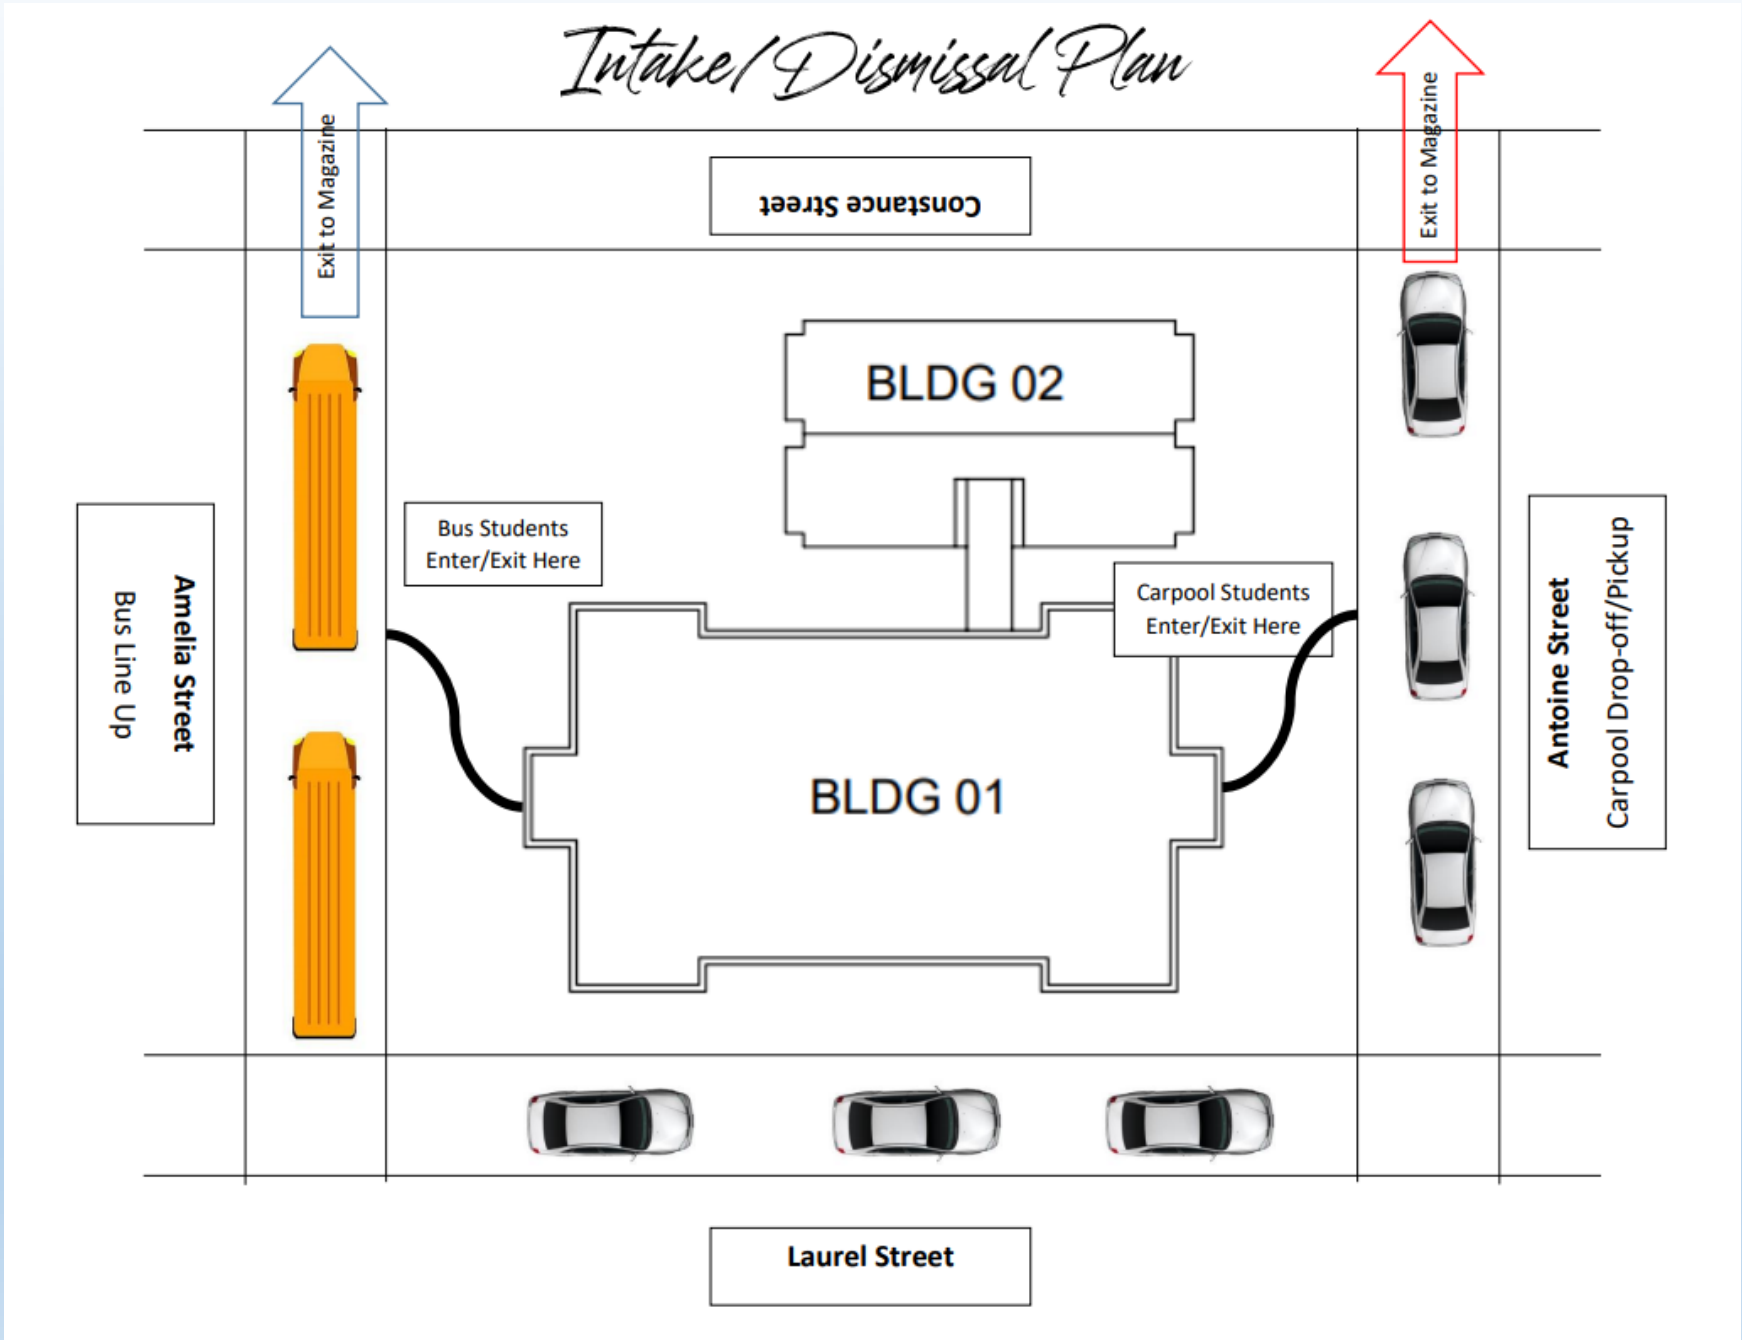 Intake/Dismissal Plan
Exit to Magazine
Exit to Magazine
Constance Street
BLDG 02
Bus Students
Enter/Exit Here
Carpool Students
Enter/Exit Here
Amelia Street
Bus Line Up
Antoine Street
Carpool Drop-off/Pickup
BLDG 01
Laurel Street